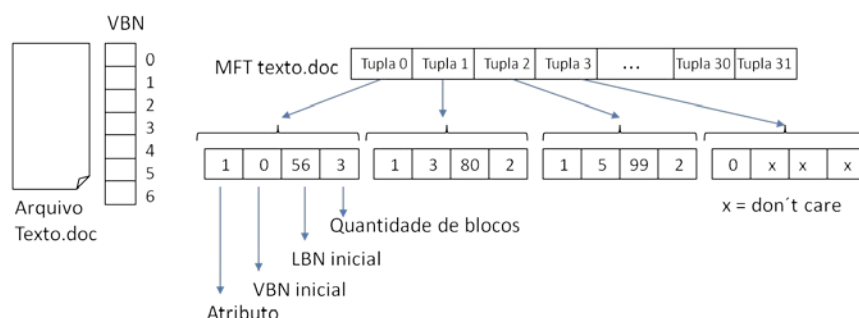 VBN
0
1
2
3
4
5
6
Arquivo
Texto.doc
MFT texto.doc
Tupla 0 Tupla 1 Tupla 2 Tupla 3 ... Tupla 30 Tupla 31
1 0 56 3
1 3 80 2
1 5 99 2
0 x x x
x = don´t care
Quantidade de blocos
LBN inicial
VBN inicial
Atributo